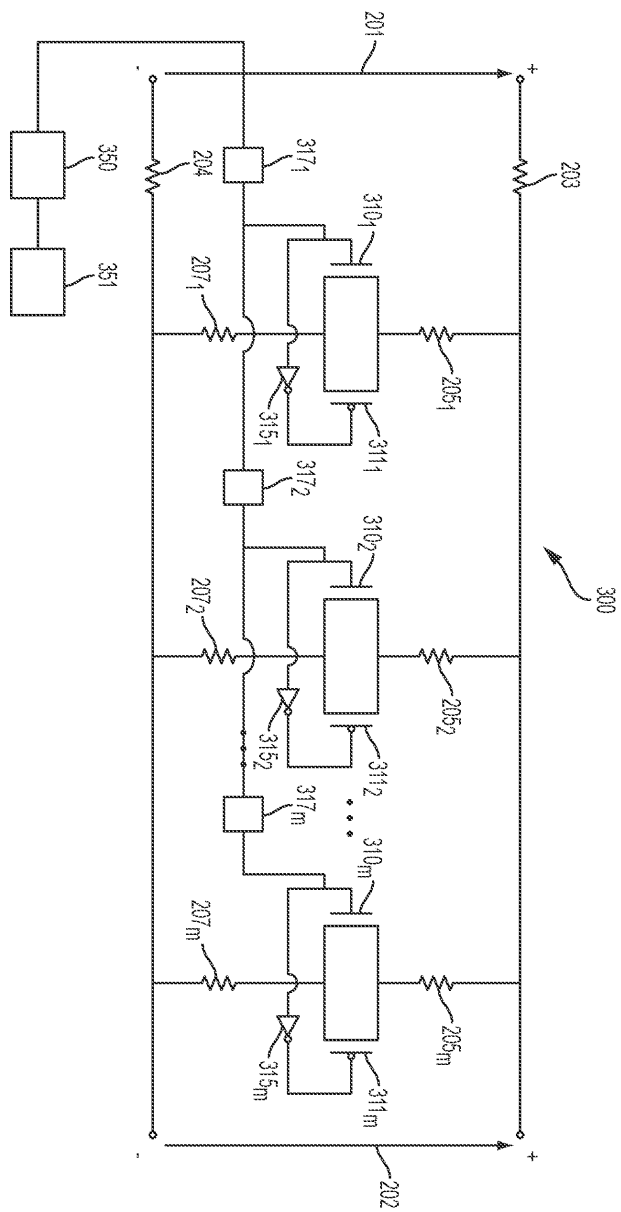 300
203
+ +
205₁ 205₂ 205ₘ
201 310₁ 311₁ 310₂ 311₂ ... 310ₘ 311ₘ 202
317₁ 317₂ 317ₘ
315₁ 315₂ 315ₘ
207₁ 207₂ 207ₘ
204
- -
350 351